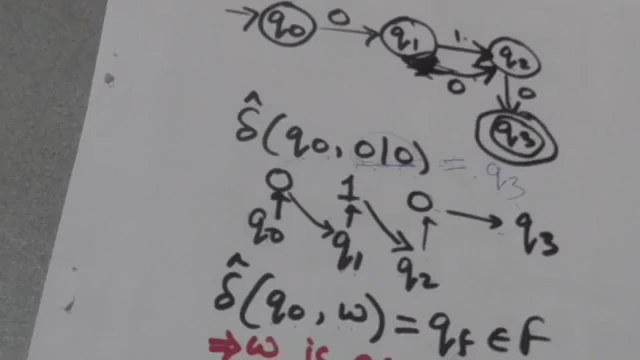 q0 0 q1 1 q2
0 0
q3
δ̂(q0, 010) = q3
0 1 0
q0 q1 q2 q3
δ̂(q0, w) = qf ∈ F
⇒ w is